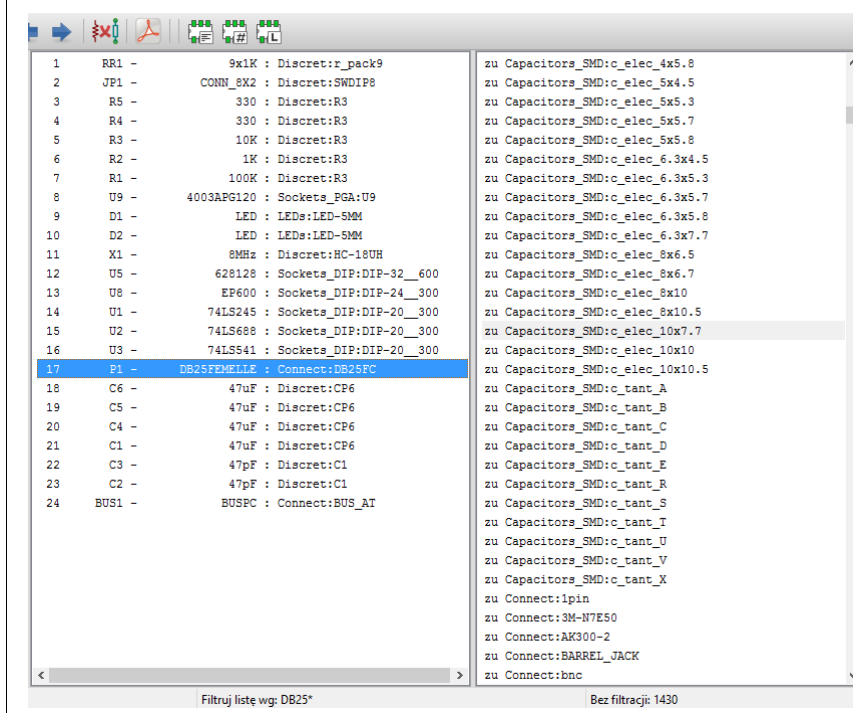 1 RR1 - 9x1K : Discret:r_pack9
2 JP1 - CONN_8X2 : Discret:SWDIP8
3 R5 - 330 : Discret:R3
4 R4 - 330 : Discret:R3
5 R3 - 10K : Discret:R3
6 R2 - 1K : Discret:R3
7 R1 - 100K : Discret:R3
8 U9 - 4003APG120 : Sockets_PGA:U9
9 D1 - LED : LEDs:LED-5MM
10 D2 - LED : LEDs:LED-5MM
11 X1 - 8MHz : Discret:HC-18UH
12 U5 - 628128 : Sockets_DIP:DIP-32__600
13 U8 - EP600 : Sockets_DIP:DIP-24__300
14 U1 - 74LS245 : Sockets_DIP:DIP-20__300
15 U2 - 74LS688 : Sockets_DIP:DIP-20__300
16 U3 - 74LS541 : Sockets_DIP:DIP-20__300
17 P1 - DB25FEMELLE : Connect:DB25FC
18 C6 - 47uF : Discret:CP6
19 C5 - 47uF : Discret:CP6
20 C4 - 47uF : Discret:CP6
21 C1 - 47uF : Discret:CP6
22 C3 - 47pF : Discret:C1
23 C2 - 47pF : Discret:C1
24 BUS1 - BUSPC : Connect:BUS_AT
zu Capacitors_SMD:c_elec_4x5.8
zu Capacitors_SMD:c_elec_5x4.5
zu Capacitors_SMD:c_elec_5x5.3
zu Capacitors_SMD:c_elec_5x5.7
zu Capacitors_SMD:c_elec_5x5.8
zu Capacitors_SMD:c_elec_6.3x4.5
zu Capacitors_SMD:c_elec_6.3x5.3
zu Capacitors_SMD:c_elec_6.3x5.7
zu Capacitors_SMD:c_elec_6.3x5.8
zu Capacitors_SMD:c_elec_6.3x7.7
zu Capacitors_SMD:c_elec_8x6.5
zu Capacitors_SMD:c_elec_8x6.7
zu Capacitors_SMD:c_elec_8x10
zu Capacitors_SMD:c_elec_8x10.5
zu Capacitors_SMD:c_elec_10x7.7
zu Capacitors_SMD:c_elec_10x10
zu Capacitors_SMD:c_elec_10x10.5
zu Capacitors_SMD:c_tant_A
zu Capacitors_SMD:c_tant_B
zu Capacitors_SMD:c_tant_C
zu Capacitors_SMD:c_tant_D
zu Capacitors_SMD:c_tant_E
zu Capacitors_SMD:c_tant_R
zu Capacitors_SMD:c_tant_S
zu Capacitors_SMD:c_tant_T
zu Capacitors_SMD:c_tant_U
zu Capacitors_SMD:c_tant_V
zu Capacitors_SMD:c_tant_X
zu Connect:1pin
zu Connect:3M-N7E50
zu Connect:AK300-2
zu Connect:BARREL_JACK
zu Connect:bnc
Filtruj listę wg: DB25*
Bez filtracji: 1430